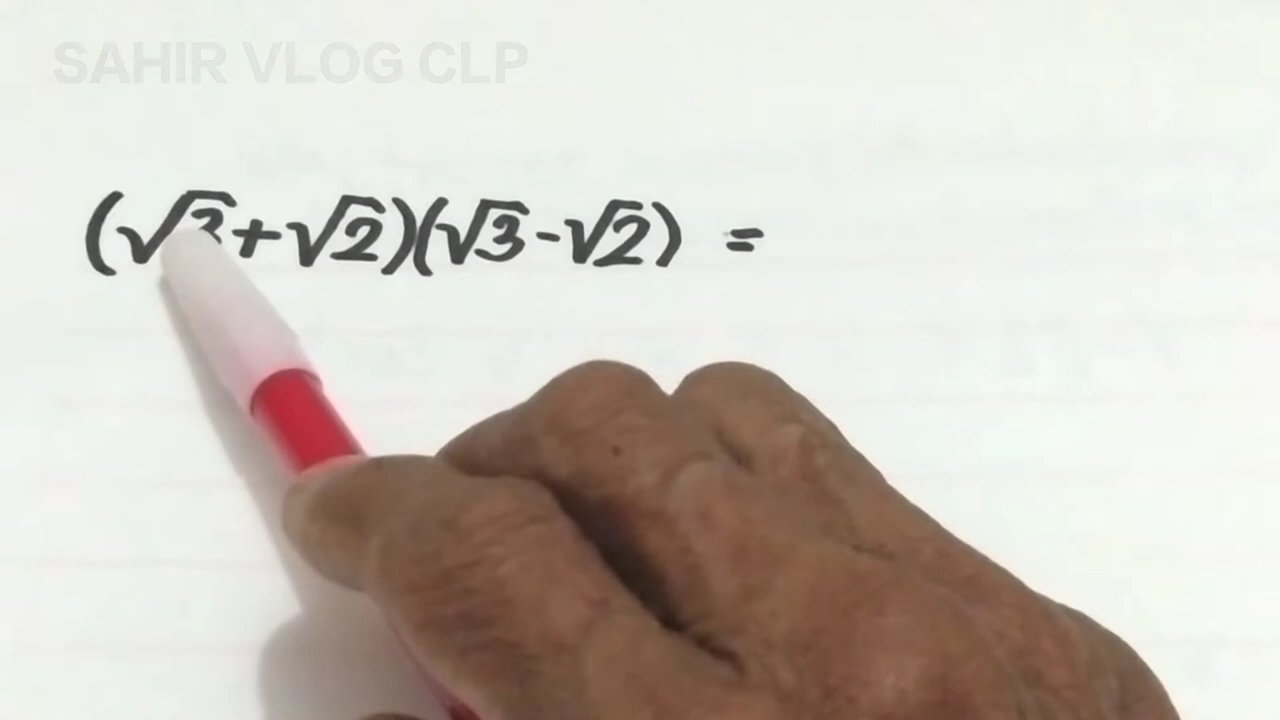 SAHIR VLOG CLP
(√3+√2)(√3-√2) =